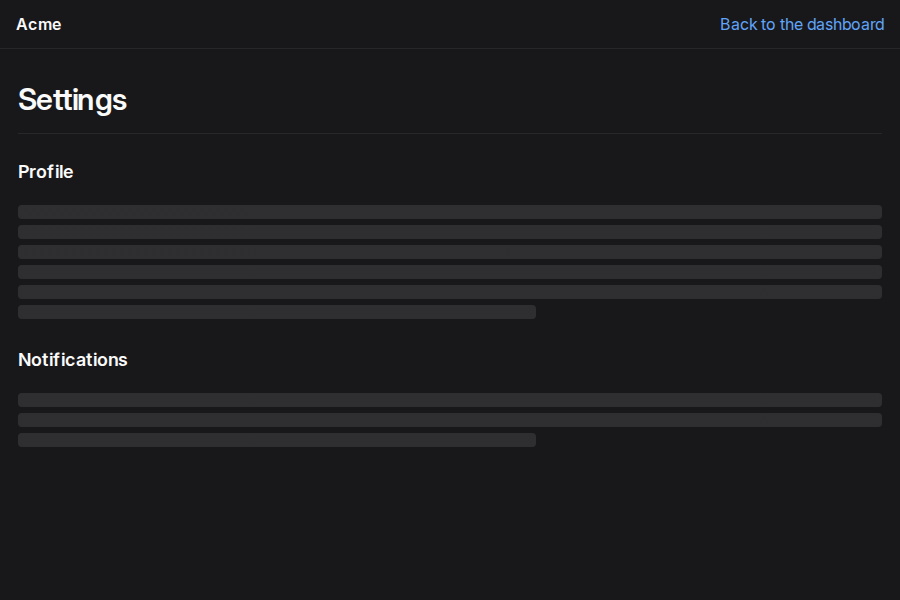 Acme
Back to the dashboard
Settings
Profile
Notifications